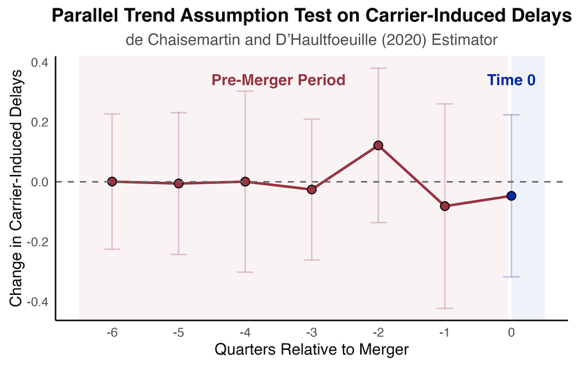 Parallel Trend Assumption Test on Carrier-Induced Delays
de Chaisemartin and D'Haultfoeuille (2020) Estimator
Pre-Merger Period
Time 0
Change in Carrier-Induced Delays
0.4
0.2
0.0
-0.2
-0.4
-6 -5 -4 -3 -2 -1 0
Quarters Relative to Merger